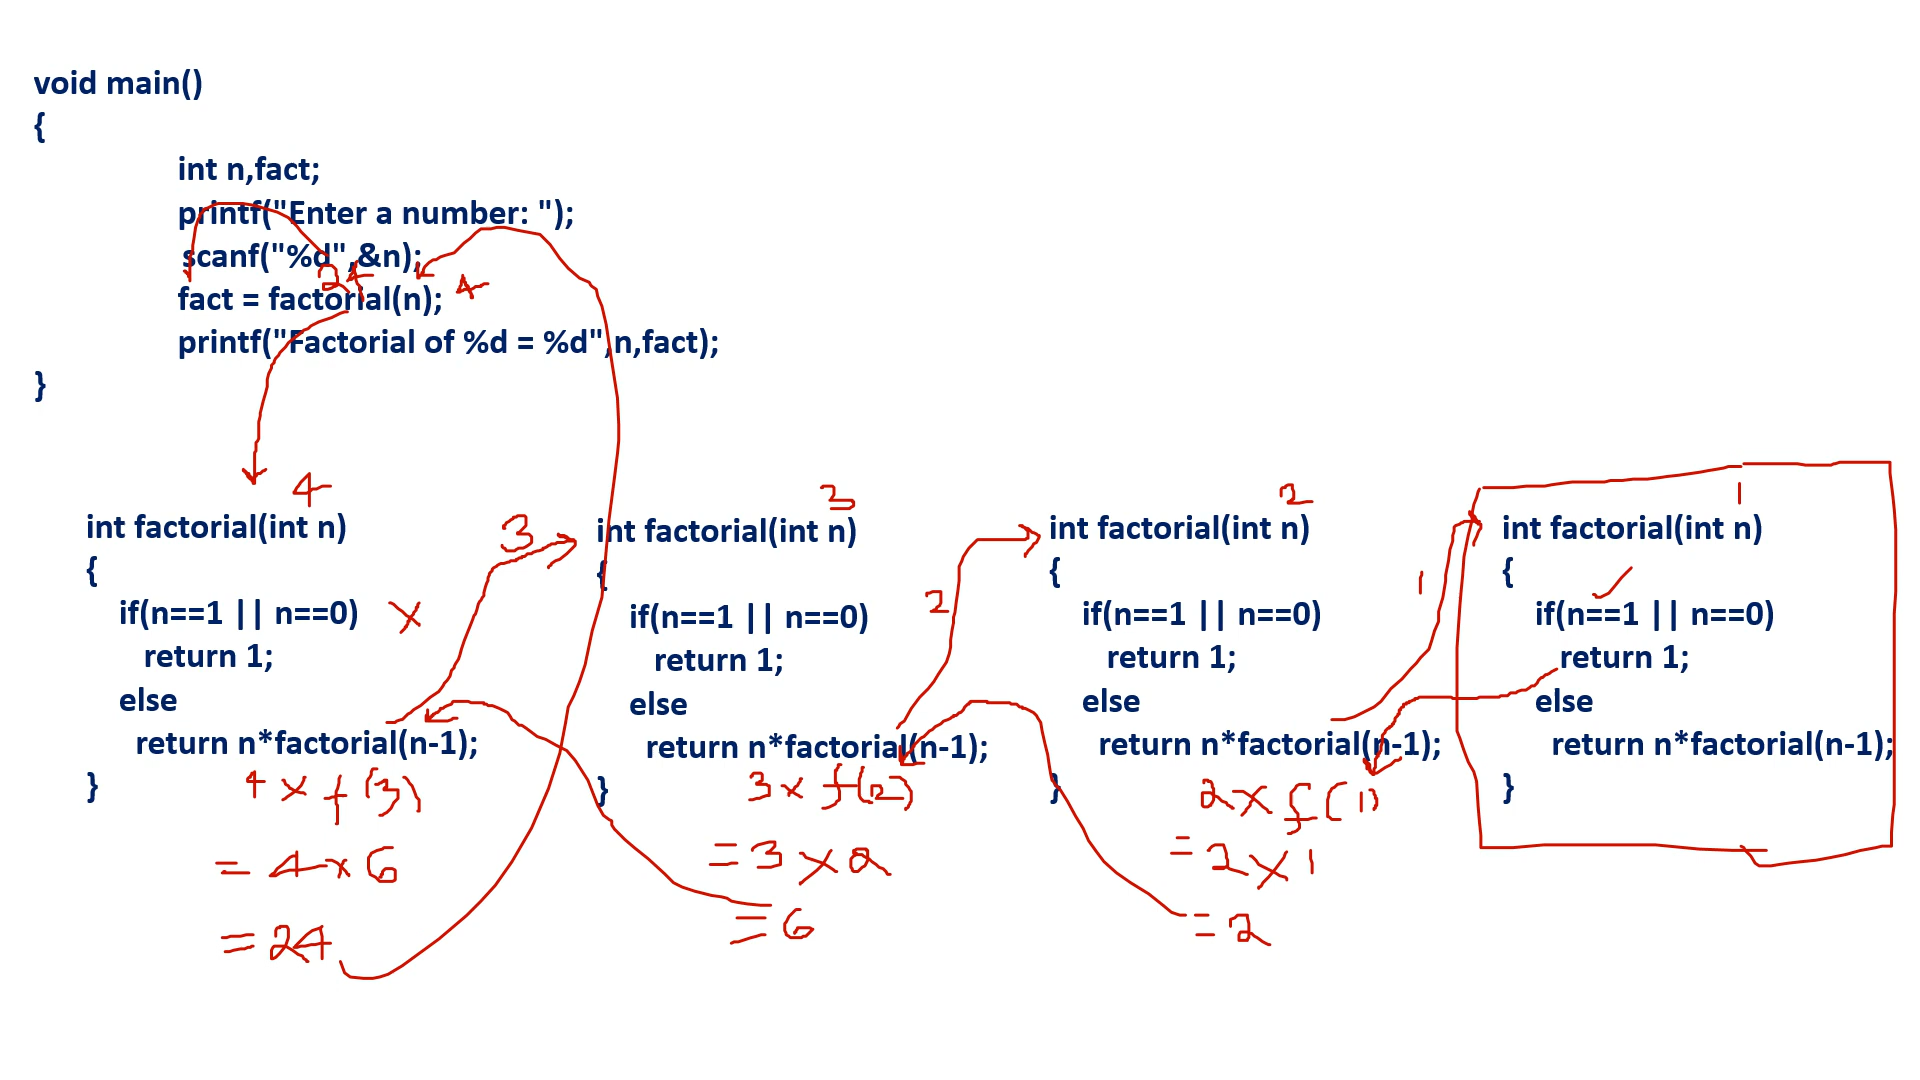 void main()
{
int n,fact;
printf("Enter a number: ");
scanf("%d",&n);
24
4
fact = factorial(n);
printf("Factorial of %d = %d",n,fact);
}
4
int factorial(int n)
{
if(n==1 || n==0) X
return 1;
else
return n*factorial(n-1);
}
4 x f(3)
= 4 x 6
= 24
3
3
int factorial(int n)
{
if(n==1 || n==0)
return 1;
else
return n*factorial(n-1);
}
3 x f(2)
= 3 x 2
= 6
2
2
int factorial(int n)
{
if(n==1 || n==0)
return 1;
else
return n*factorial(n-1);
}
2 x f(1)
= 2 x 1
= 2
1
1
int factorial(int n)
{
if(n==1 || n==0)
return 1;
else
return n*factorial(n-1);
}